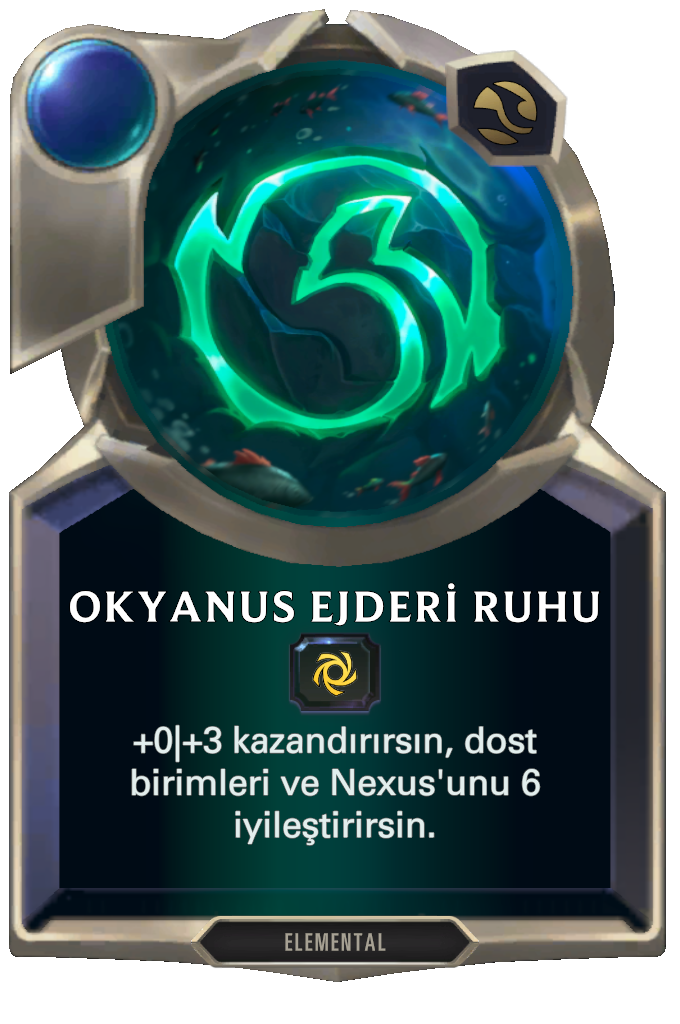 OKYANUS EJDERİ RUHU
+0|+3 kazandırırsın, dost
birimleri ve Nexus'unu 6
iyileştirirsin.
ELEMENTAL